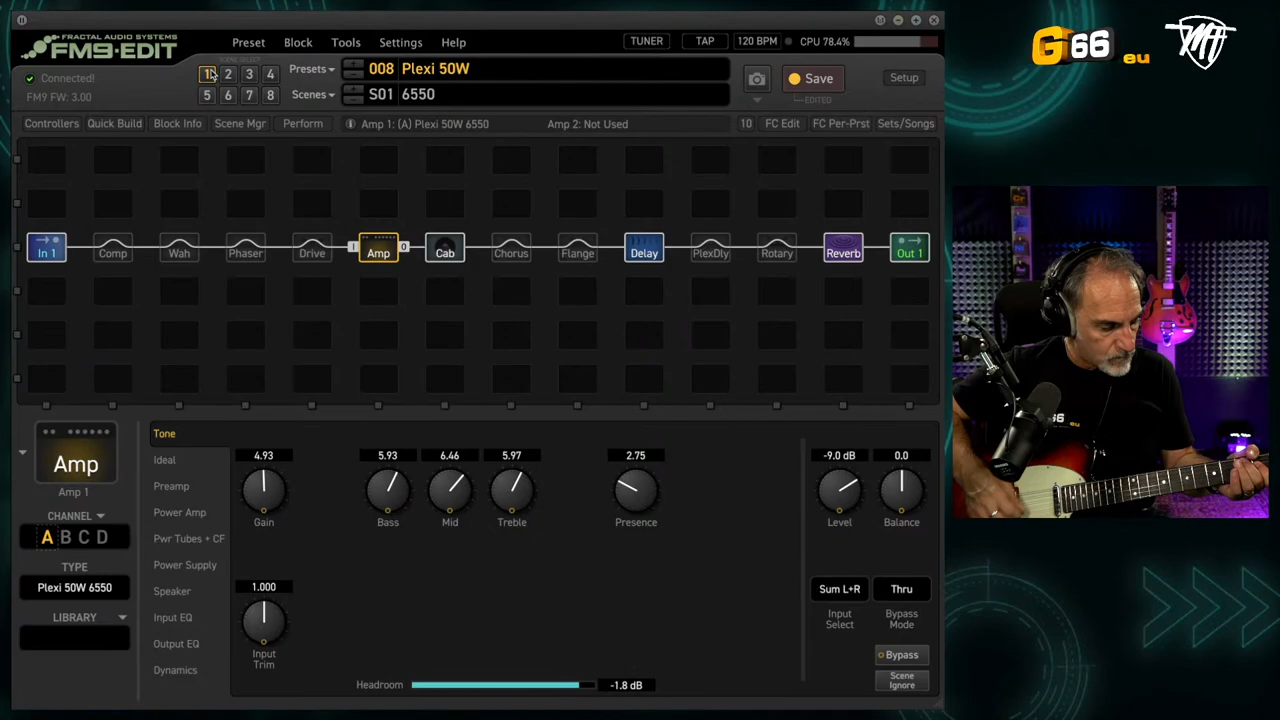 FRACTAL AUDIO SYSTEMS
FM9-EDIT
Preset Block Tools Settings Help
TUNER TAP 120 BPM CPU 78.4%
G66 eu
Connected!
FM9 FW: 3.00
SCENE SELECT
1 2 3 4
5 6 7 8
Presets 008 Plexi 50W
Scenes S01 6550
Save
EDITED
Setup
Controllers Quick Build Block Info Scene Mgr Perform
Amp 1: (A) Plexi 50W 6550 Amp 2: Not Used
10 FC Edit FC Per-Prst Sets/Songs
In 1 Comp Wah Phaser Drive I Amp O Cab Chorus Flange Delay PlexDly Rotary Reverb Out 1
Amp
Amp 1
CHANNEL
A B C D
TYPE
Plexi 50W 6550
LIBRARY
Tone
Ideal
Preamp
Power Amp
Pwr Tubes + CF
Power Supply
Speaker
Input EQ
Output EQ
Dynamics
4.93 5.93 6.46 5.97 2.75 -9.0 dB 0.0
Gain Bass Mid Treble Presence Level Balance
1.000
Input
Trim
Sum L+R Thru
Input
Select
Bypass
Mode
Bypass
Scene
Ignore
Headroom -1.8 dB
66
eu